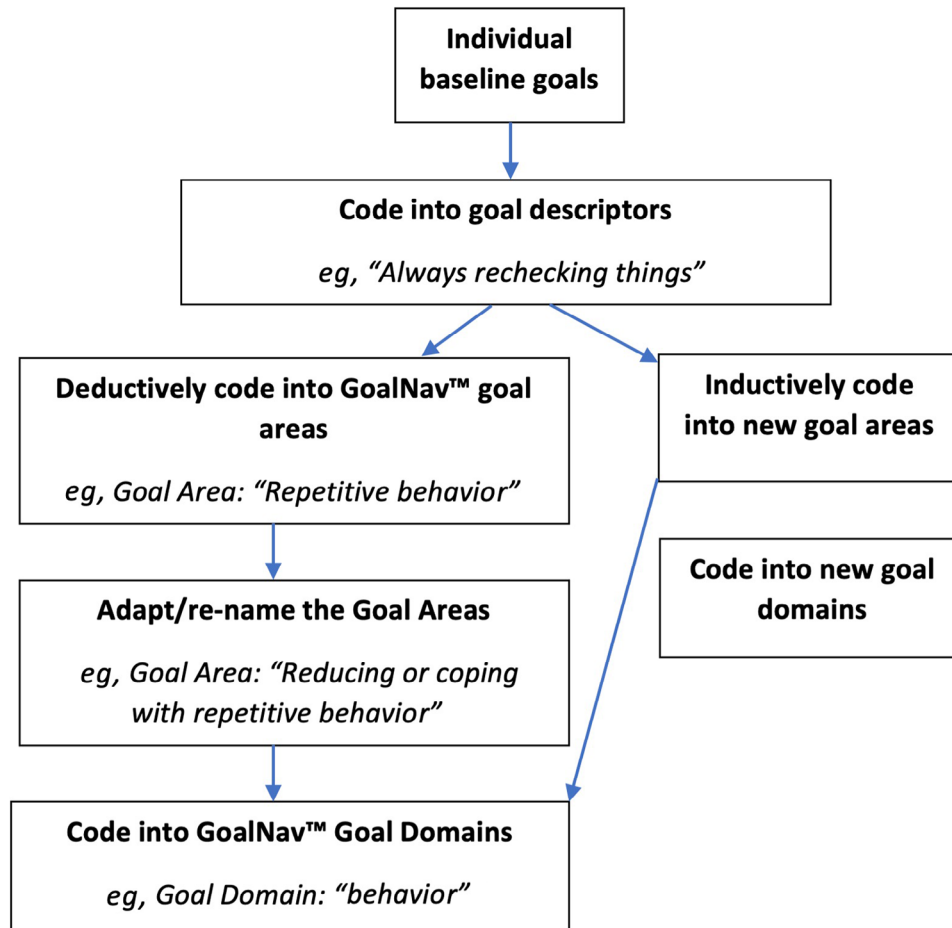 Individual
baseline goals
Code into goal descriptors
eg, “Always rechecking things”
Deductively code into GoalNav™ goal
areas
eg, Goal Area: “Repetitive behavior”
Inductively code
into new goal areas
Adapt/re-name the Goal Areas
eg, Goal Area: “Reducing or coping
with repetitive behavior”
Code into new goal
domains
Code into GoalNav™ Goal Domains
eg, Goal Domain: “behavior”